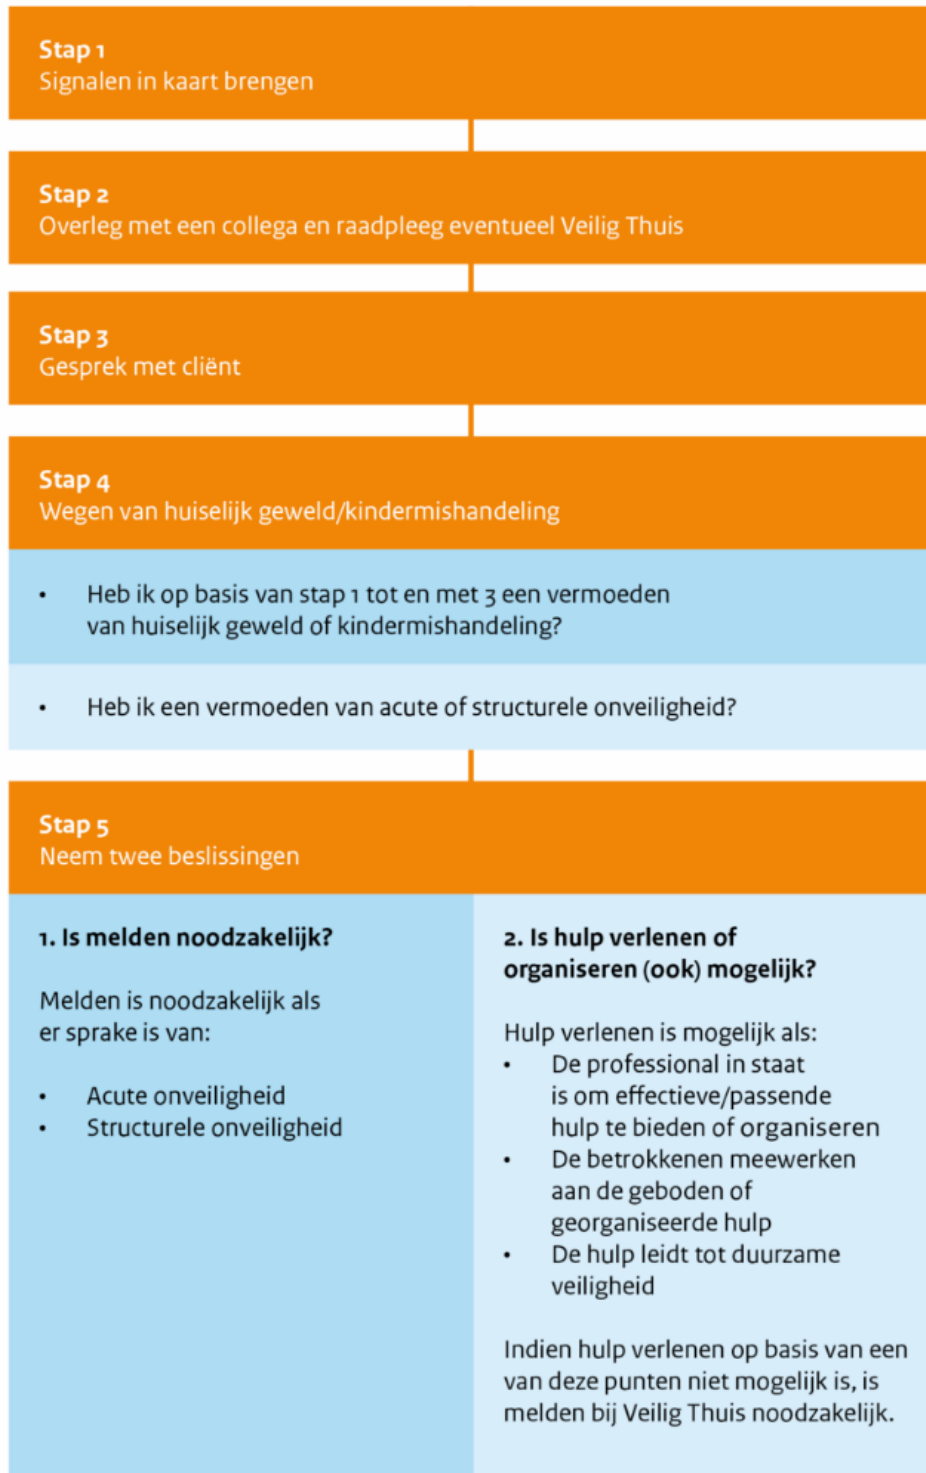 Stap 1
Signalen in kaart brengen
Stap 2
Overleg met een collega en raadpleeg eventueel Veilig Thuis
Stap 3
Gesprek met cliënt
Stap 4
Wegen van huiselijk geweld/kindermishandeling
• Heb ik op basis van stap 1 tot en met 3 een vermoeden
van huiselijk geweld of kindermishandeling?
• Heb ik een vermoeden van acute of structurele onveiligheid?
Stap 5
Neem twee beslissingen
1. Is melden noodzakelijk?
Melden is noodzakelijk als
er sprake is van:
• Acute onveiligheid
• Structurele onveiligheid
2. Is hulp verlenen of
organiseren (ook) mogelijk?
Hulp verlenen is mogelijk als:
• De professional in staat
is om effectieve/passende
hulp te bieden of organiseren
• De betrokkenen meewerken
aan de geboden of
georganiseerde hulp
• De hulp leidt tot duurzame
veiligheid
Indien hulp verlenen op basis van een
van deze punten niet mogelijk is, is
melden bij Veilig Thuis noodzakelijk.